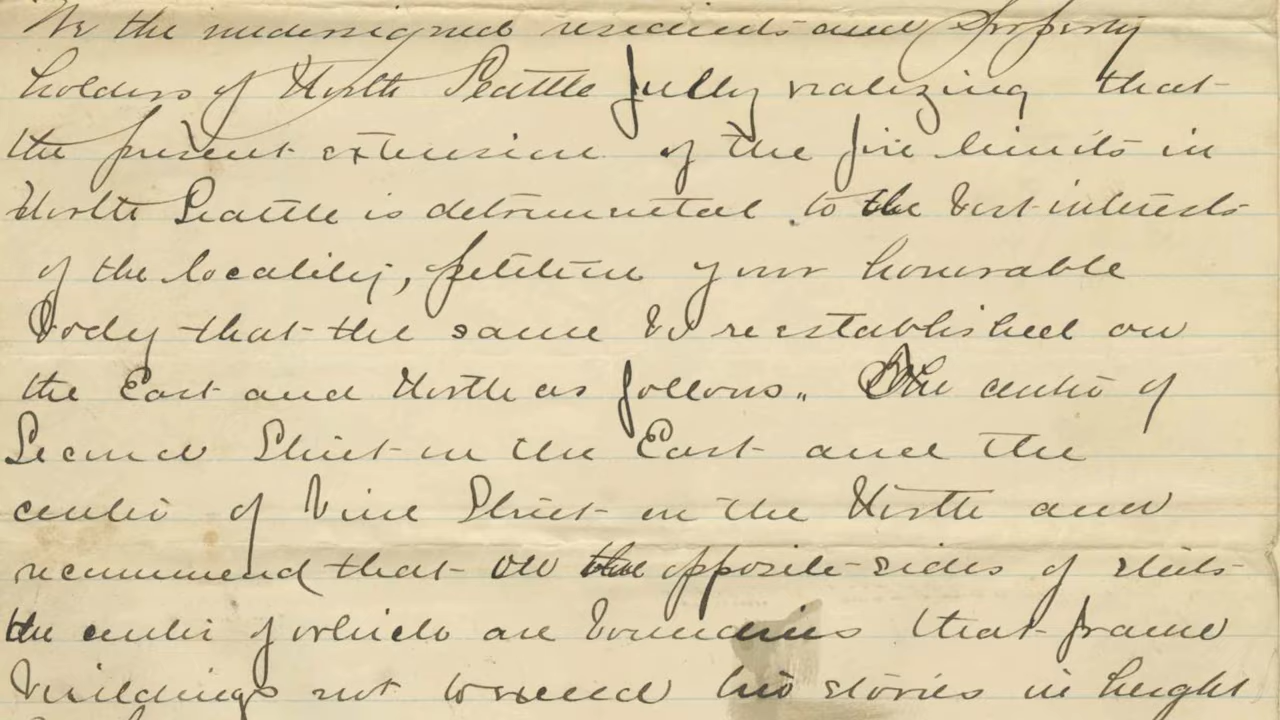 We the undersigned residents and property
holders of North Seattle fully realizing that
the present extension of the fire limits in
North Seattle is detrimental to the best interests
of the locality, petition your honorable
body that the same be reestablished on
the East and North as follows. The center of
Second Street on the East and the
center of Vine Street on the North and
recommend that on the opposite sides of streets
the center of which are boundaries that frame
buildings not to exceed two stories in height